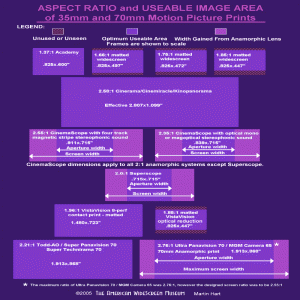 ASPECT RATIO and USEABLE IMAGE AREA
of 35mm and 70mm Motion Picture Prints
LEGEND:
Unused or Unseen
Optimum Useable Area
Width Gained From Anamorphic Lens
Frames are shown to scale
1.37:1 Academy
.825x.600"
1.66:1 matted
widescreen
.825x.497"
1.75:1 matted
widescreen
.825x.472"
1.85:1 matted
widescreen
.825x.447"
2.59:1 Cinerama/Cinemiracle/Kinopanorama
Effective 2.807x1.088"
2.55:1 CinemaScope with four track
magnetic stripe stereophonic sound
.911x.715"
Aperture width
Screen width
2.35:1 CinemaScope with optical mono
or magoptical stereophonic sound
.838x.715"
Aperture width
Screen width
CinemaScope dimensions apply to all 2:1 anamorphic systems except Superscope.
2.0:1 Superscope
.715x.715"
Aperture width
Screen width
1.96:1 VistaVision 8-perf
contact print - matted
1.85:1 matted
VistaVision
optical reduction
.825x.447"
2.21:1 Todd-AO / Super Panavision 70
Super Technirama 70
1.913x.868"
2.76:1 Ultra Panavision 70 / MGM Camera 65 *
70mm Anamorphic print 1.913x.868"
Aperture width
Maximum screen width
* The maximum ratio of Ultra Panavision 70 / MGM Camera 65 was 2.76:1, however the designed screen ratio was to be 2.55:1
©2005 The American WideScreen Museum
Martin Hart